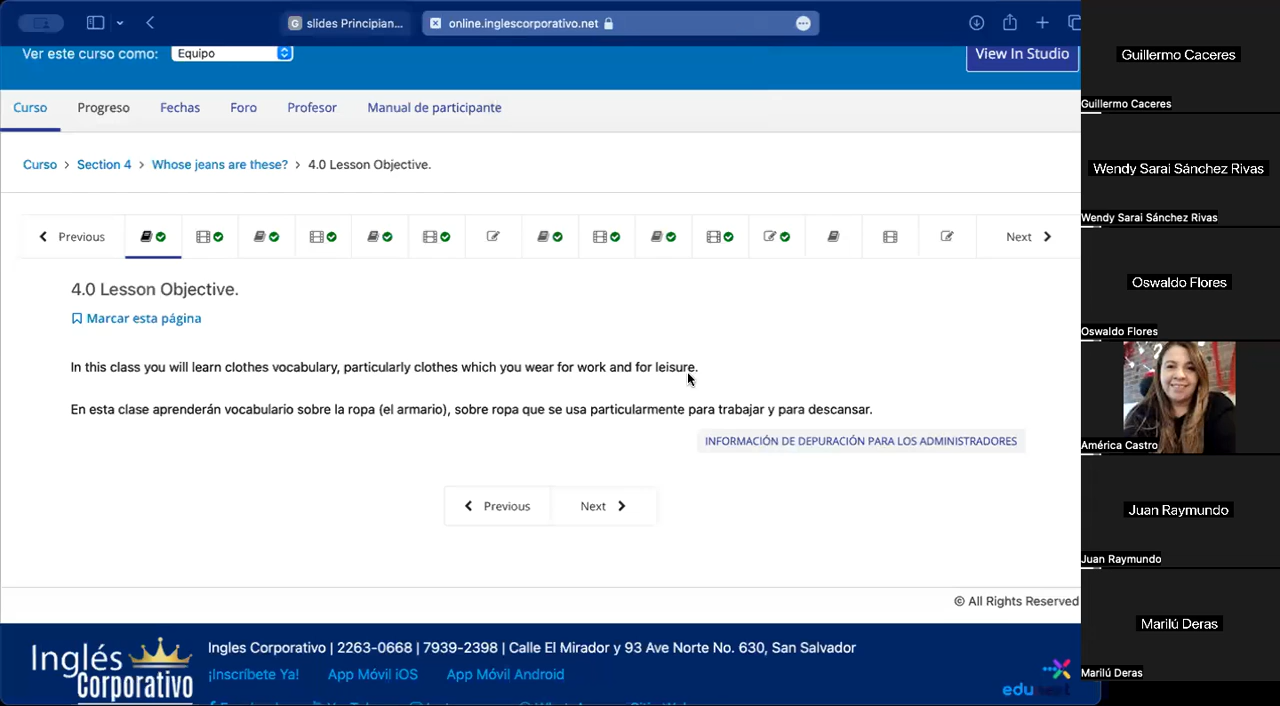 slides Principian...
online.inglescorporativo.net
Ver este curso como: Equipo
View In Studio
Curso Progreso Fechas Foro Profesor Manual de participante
Curso > Section 4 > Whose jeans are these? > 4.0 Lesson Objective.
Previous
Next
4.0 Lesson Objective.
Marcar esta página
In this class you will learn clothes vocabulary, particularly clothes which you wear for work and for leisure.
En esta clase aprenderán vocabulario sobre la ropa (el armario), sobre ropa que se usa particularmente para trabajar y para descansar.
INFORMACIÓN DE DEPURACIÓN PARA LOS ADMINISTRADORES
Previous Next
© All Rights Reserved
Inglés Corporativo
Ingles Corporativo | 2263-0668 | 7939-2398 | Calle El Mirador y 93 Ave Norte No. 630, San Salvador
¡Inscríbete Ya! App Móvil iOS App Móvil Android
Guillermo Caceres
Guillermo Caceres
Wendy Sarai Sánchez Rivas
Wendy Sarai Sánchez Rivas
Oswaldo Flores
Oswaldo Flores
América Castro
Juan Raymundo
Juan Raymundo
Marilú Deras
Marilú Deras